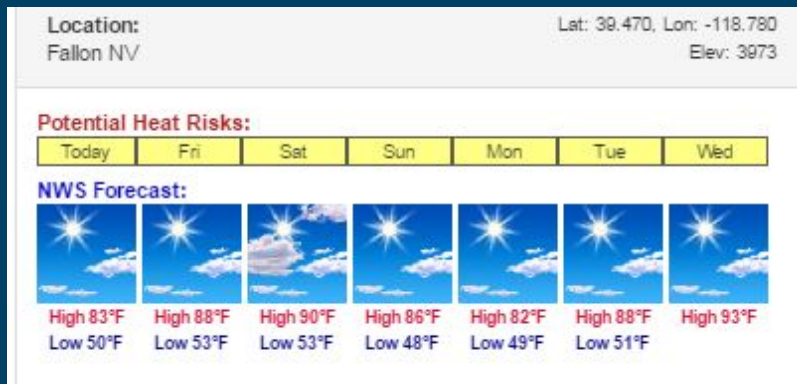 Location: Lat: 39.470, Lon: -118.780
Fallon NV Elev: 3973
Potential Heat Risks:
Today Fri Sat Sun Mon Tue Wed
NWS Forecast:
High 83°F High 88°F High 90°F High 86°F High 82°F High 88°F High 93°F
Low 50°F Low 53°F Low 53°F Low 48°F Low 49°F Low 51°F